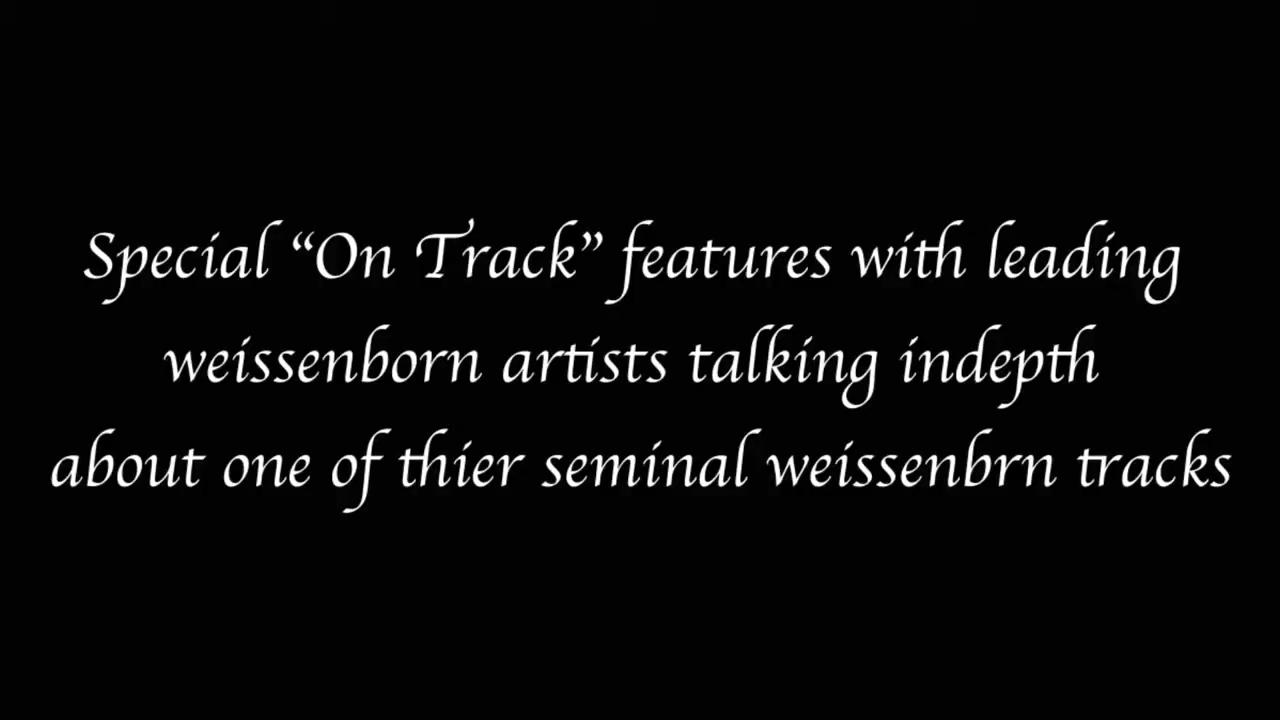 Special “On Track” features with leading
weissenborn artists talking indepth
about one of thier seminal weissenbrn tracks